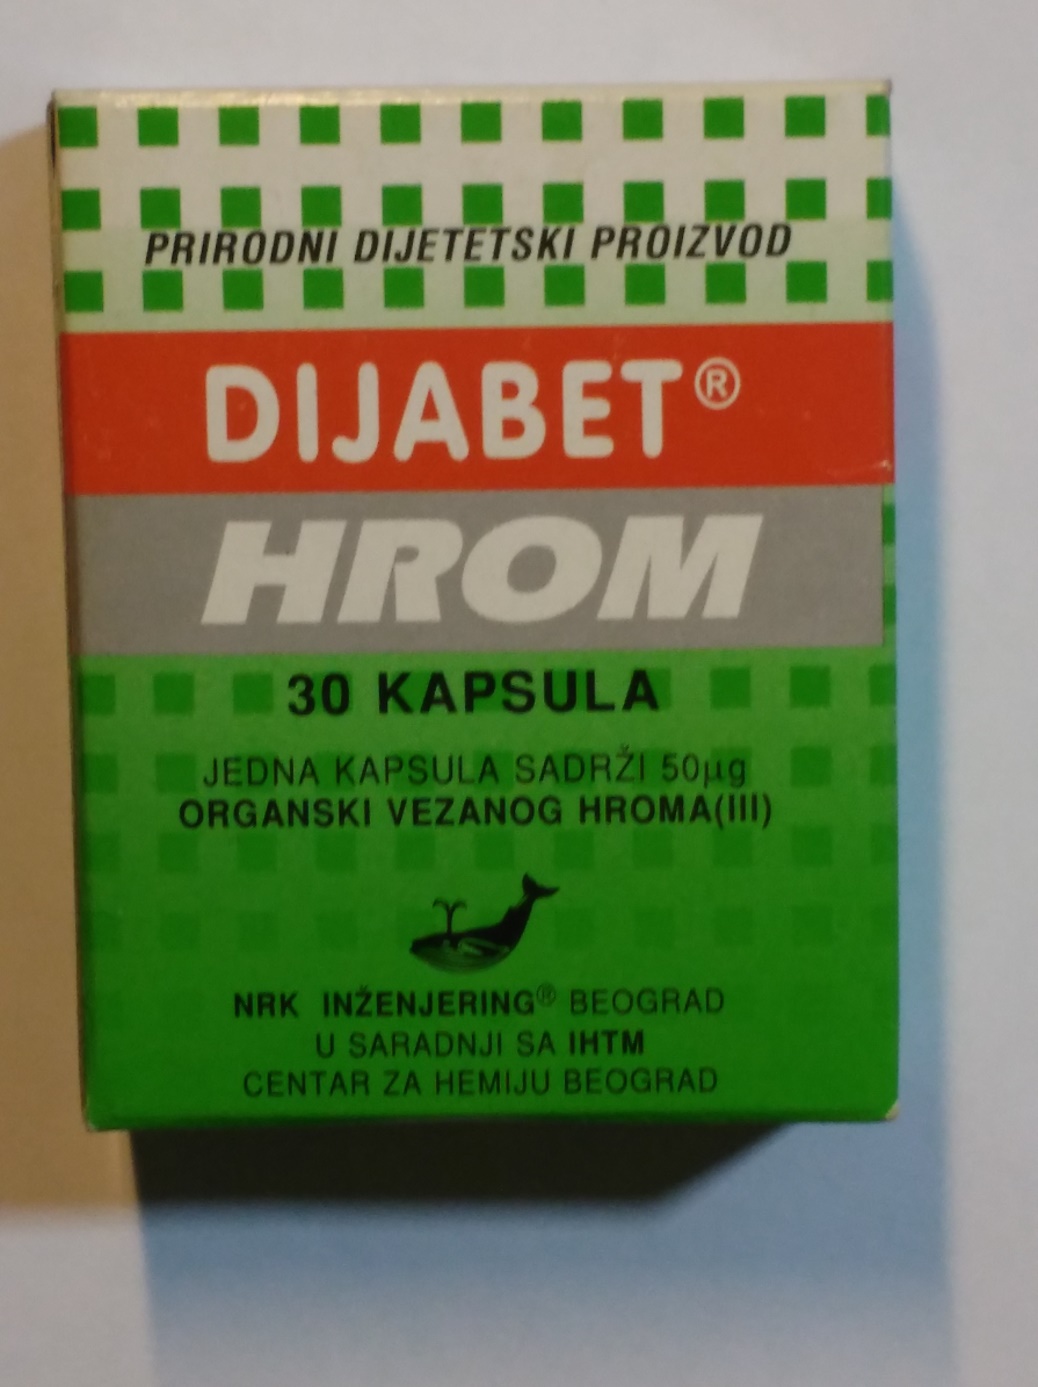 PRIRODNI DIJETETSKI PROIZVOD
DIJABET®
HROM
30 KAPSULA
JEDNA KAPSULA SADRŽI 50µg
ORGANSKI VEZANOG HROMA(III)
NRK INŽENJERING® BEOGRAD
U SARADNJI SA IHTM
CENTAR ZA HEMIJU BEOGRAD